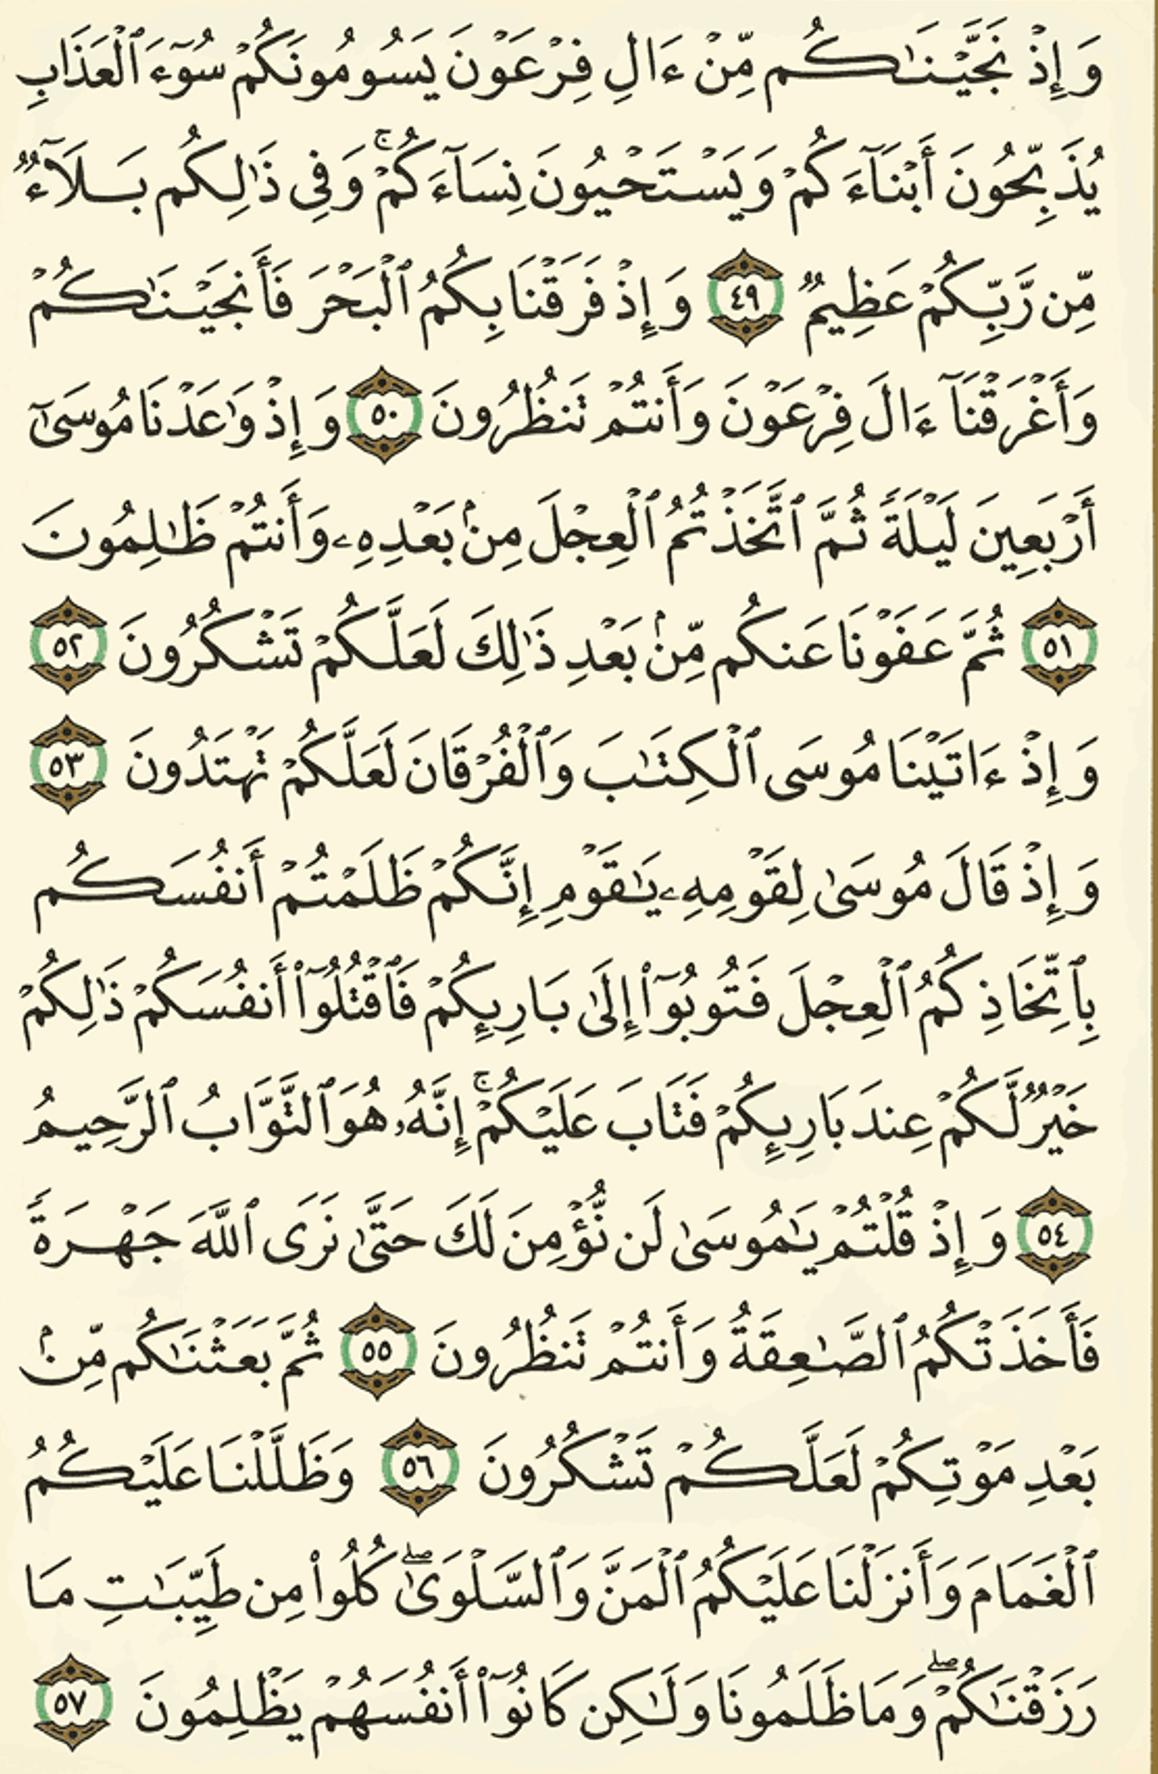 وَإِذْ نَجَّيْنَـٰكُم مِّنْ ءَالِ فِرْعَوْنَ يَسُومُونَكُمْ سُوٓءَ ٱلْعَذَابِ
يُذَبِّحُونَ أَبْنَآءَكُمْ وَيَسْتَحْيُونَ نِسَآءَكُمْ ۚ وَفِى ذَٰلِكُم بَلَآءٌ
مِّن رَّبِّكُمْ عَظِيمٌ ٤٩ وَإِذْ فَرَقْنَا بِكُمُ ٱلْبَحْرَ فَأَنجَيْنَـٰكُمْ
وَأَغْرَقْنَآ ءَالَ فِرْعَوْنَ وَأَنتُمْ تَنظُرُونَ ٥٠ وَإِذْ وَٰعَدْنَا مُوسَىٰٓ
أَرْبَعِينَ لَيْلَةً ثُمَّ ٱتَّخَذْتُمُ ٱلْعِجْلَ مِنۢ بَعْدِهِۦ وَأَنتُمْ ظَـٰلِمُونَ
٥١ ثُمَّ عَفَوْنَا عَنكُم مِّنۢ بَعْدِ ذَٰلِكَ لَعَلَّكُمْ تَشْكُرُونَ ٥٢
وَإِذْ ءَاتَيْنَا مُوسَى ٱلْكِتَـٰبَ وَٱلْفُرْقَانَ لَعَلَّكُمْ تَهْتَدُونَ ٥٣
وَإِذْ قَالَ مُوسَىٰ لِقَوْمِهِۦ يَـٰقَوْمِ إِنَّكُمْ ظَلَمْتُمْ أَنفُسَكُم
بِٱتِّخَاذِكُمُ ٱلْعِجْلَ فَتُوبُوٓا۟ إِلَىٰ بَارِئِكُمْ فَٱقْتُلُوٓا۟ أَنفُسَكُمْ ذَٰلِكُمْ
خَيْرٌ لَّكُمْ عِندَ بَارِئِكُمْ فَتَابَ عَلَيْكُمْ ۚ إِنَّهُۥ هُوَ ٱلتَّوَّابُ ٱلرَّحِيمُ
٥٤ وَإِذْ قُلْتُمْ يَـٰمُوسَىٰ لَن نُّؤْمِنَ لَكَ حَتَّىٰ نَرَى ٱللَّهَ جَهْرَةً
فَأَخَذَتْكُمُ ٱلصَّـٰعِقَةُ وَأَنتُمْ تَنظُرُونَ ٥٥ ثُمَّ بَعَثْنَـٰكُم مِّنۢ
بَعْدِ مَوْتِكُمْ لَعَلَّكُمْ تَشْكُرُونَ ٥٦ وَظَلَّلْنَا عَلَيْكُمُ
ٱلْغَمَامَ وَأَنزَلْنَا عَلَيْكُمُ ٱلْمَنَّ وَٱلسَّلْوَىٰ ۖ كُلُوا۟ مِن طَيِّبَـٰتِ مَا
رَزَقْنَـٰكُمْ ۖ وَمَا ظَلَمُونَا وَلَـٰكِن كَانُوٓا۟ أَنفُسَهُمْ يَظْلِمُونَ ٥٧